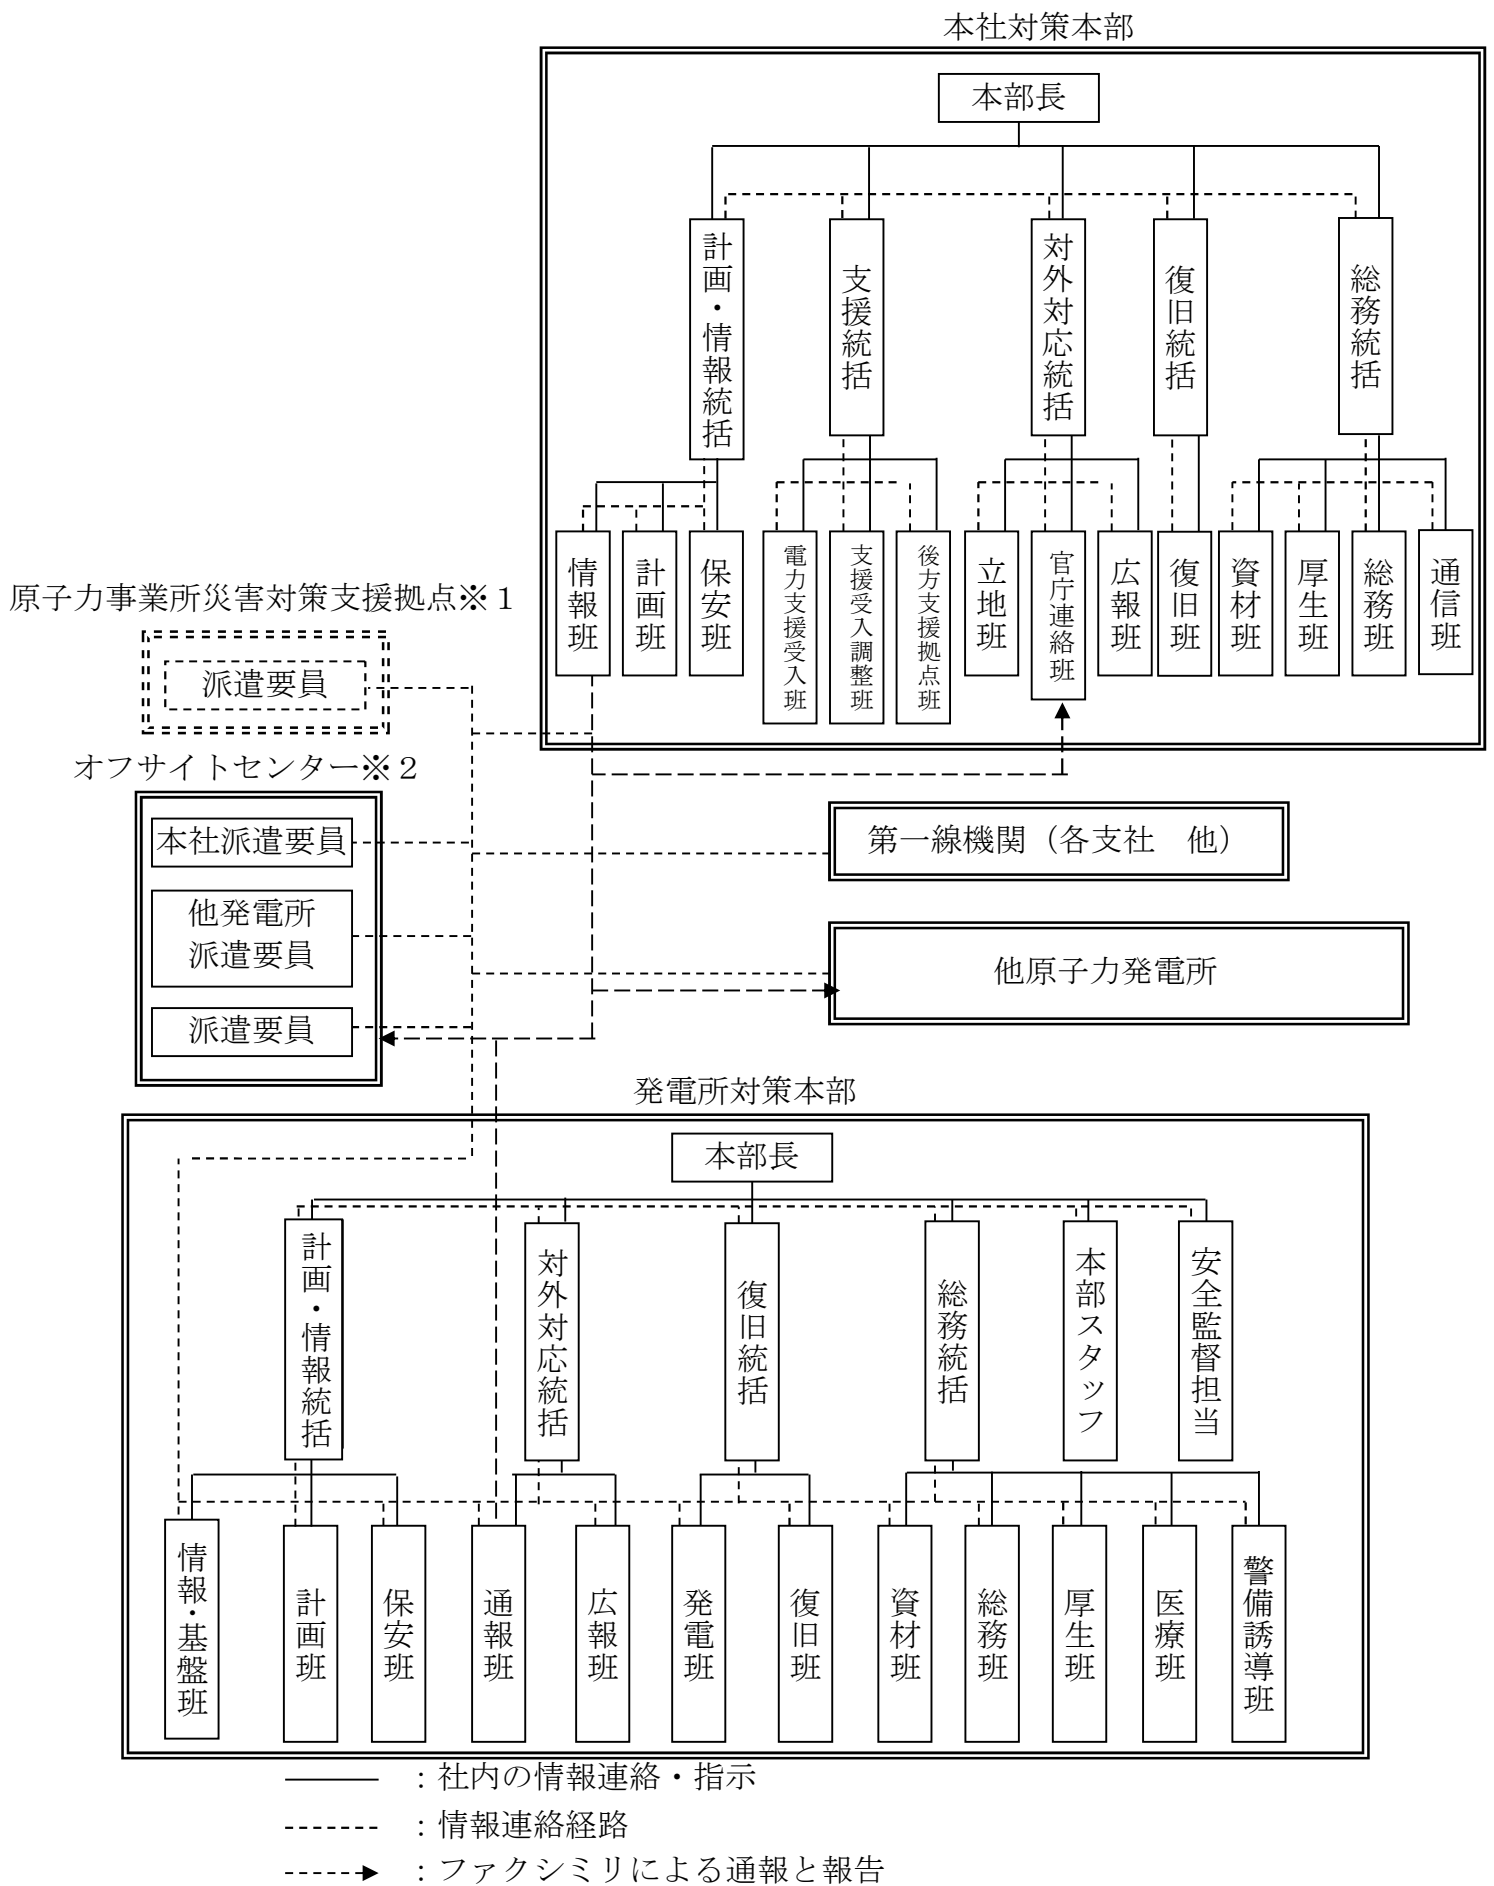 本社対策本部
本部長
計画・情報統括
支援統括
対外対応統括
復旧統括
総務統括
情報班
計画班
保安班
電力支援受入班
支援受入調整班
後方支援拠点班
立地班
官庁連絡班
広報班
復旧班
資材班
厚生班
総務班
通信班
原子力事業所災害対策支援拠点※１
派遣要員
オフサイトセンター※２
本社派遣要員
他発電所
派遣要員
派遣要員
第一線機関（各支社　他）
他原子力発電所
発電所対策本部
本部長
計画・情報統括
対外対応統括
復旧統括
総務統括
本部スタッフ
安全監督担当
情報・基盤班
計画班
保安班
通報班
広報班
発電班
復旧班
資材班
総務班
厚生班
医療班
警備誘導班
：社内の情報連絡・指示
：情報連絡経路
：ファクシミリによる通報と報告